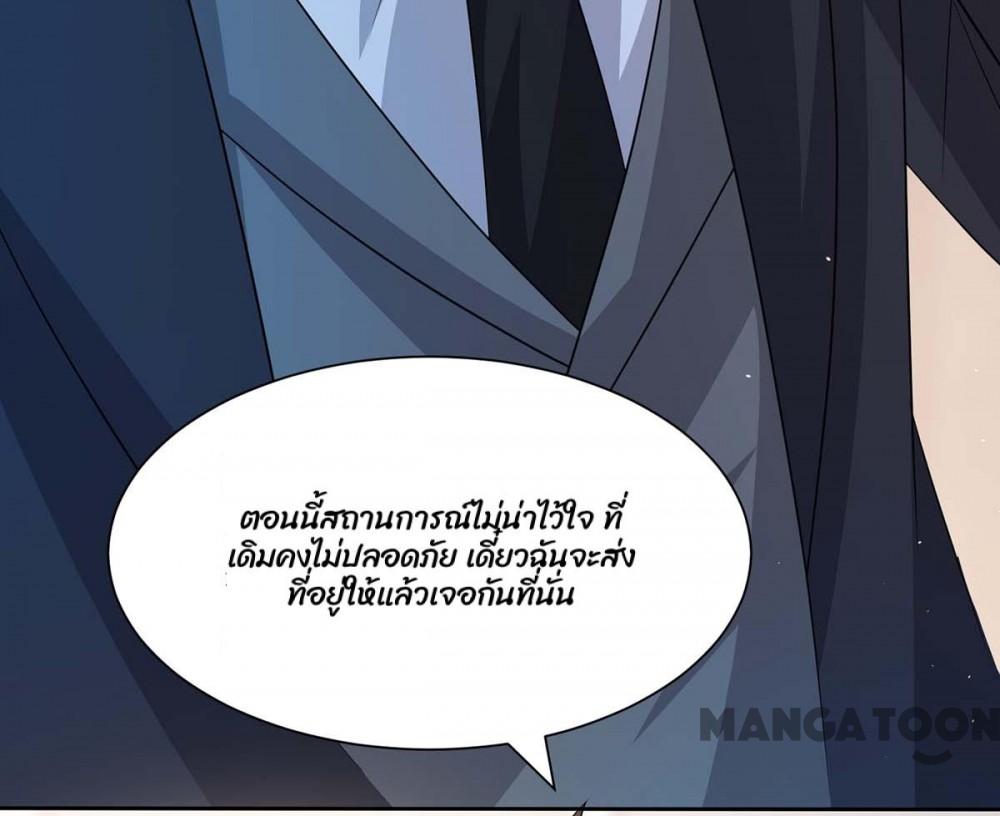 ตอนนี้สถานการณ์ไม่น่าไว้ใจ ที่
เดิมคงไม่ปลอดภัย เดี๋ยวฉันจะส่ง
ที่อยู่ให้แล้วเจอกันที่นั่น
MANGATOON